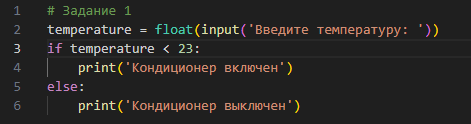 1 # Задание 1
2 temperature = float(input('Введите температуру: '))
3 if temperature < 23:
4     print('Кондиционер включен')
5 else:
6     print('Кондиционер выключен')